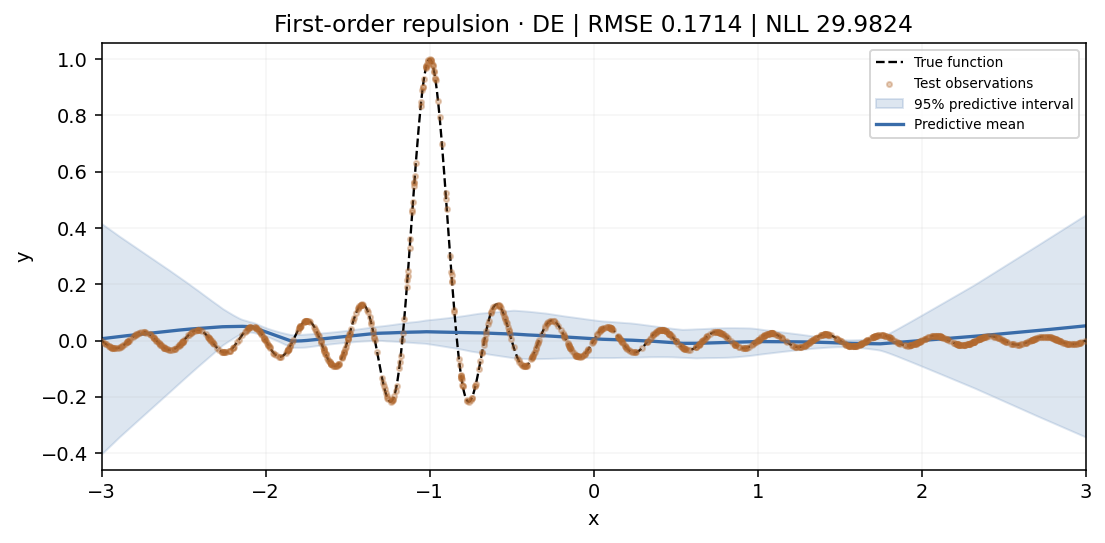 First-order repulsion · DE | RMSE 0.1714 | NLL 29.9824
True function
Test observations
95% predictive interval
Predictive mean
1.0
0.8
0.6
0.4
0.2
0.0
−0.2
−0.4
y
−3
−2
−1
0
1
2
3
x